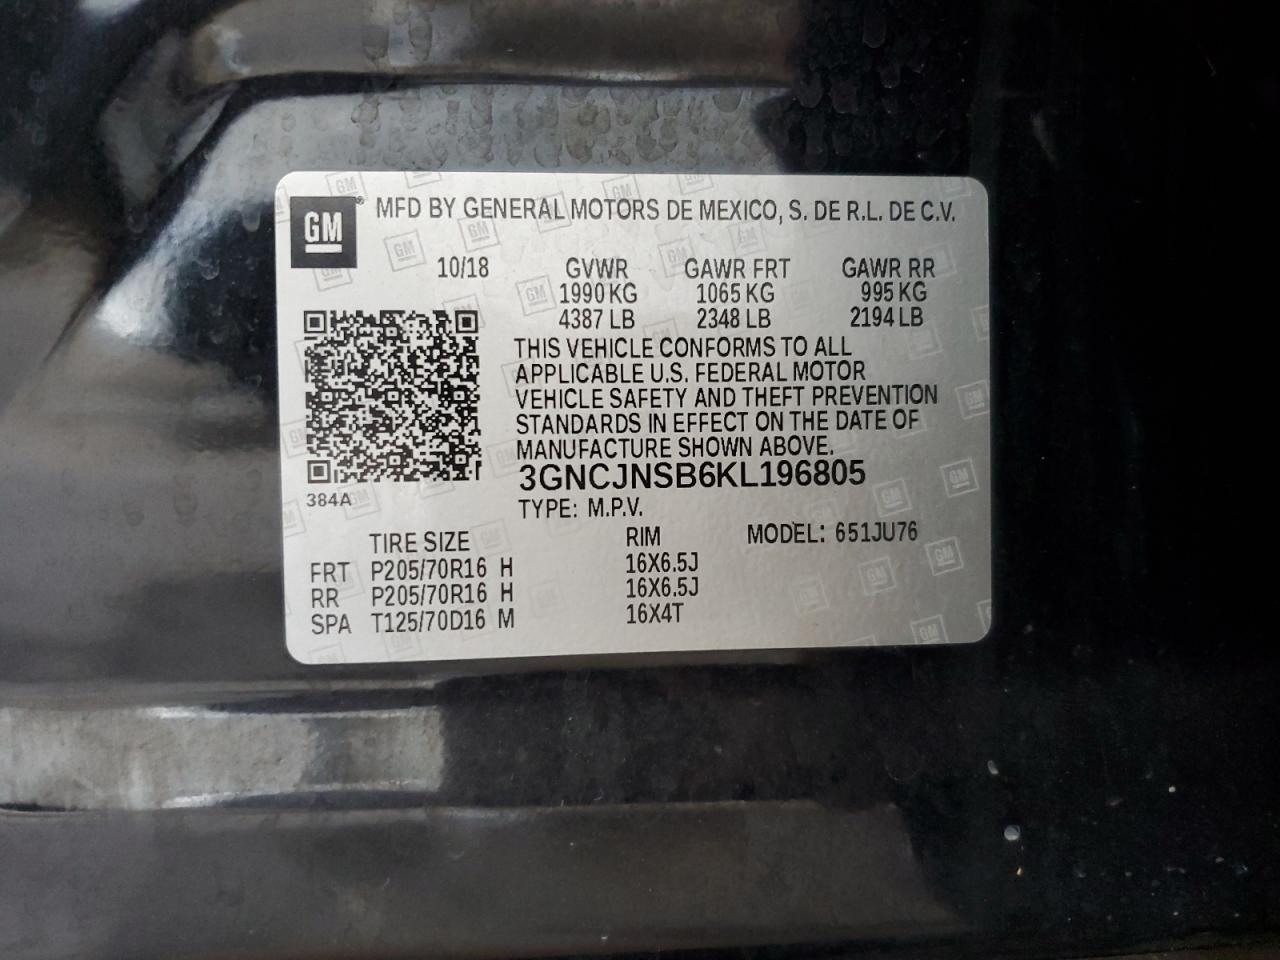 GM® MFD BY GENERAL MOTORS DE MEXICO, S. DE R.L. DE C.V.
10/18 GVWR GAWR FRT GAWR RR
1990 KG 1065 KG 995 KG
4387 LB 2348 LB 2194 LB
THIS VEHICLE CONFORMS TO ALL
APPLICABLE U.S. FEDERAL MOTOR
VEHICLE SAFETY AND THEFT PREVENTION
STANDARDS IN EFFECT ON THE DATE OF
MANUFACTURE SHOWN ABOVE.
3GNCJNSB6KL196805
384A
TYPE: M.P.V.
TIRE SIZE RIM MODEL: 651JU76
FRT P205/70R16 H 16X6.5J
RR P205/70R16 H 16X6.5J
SPA T125/70D16 M 16X4T